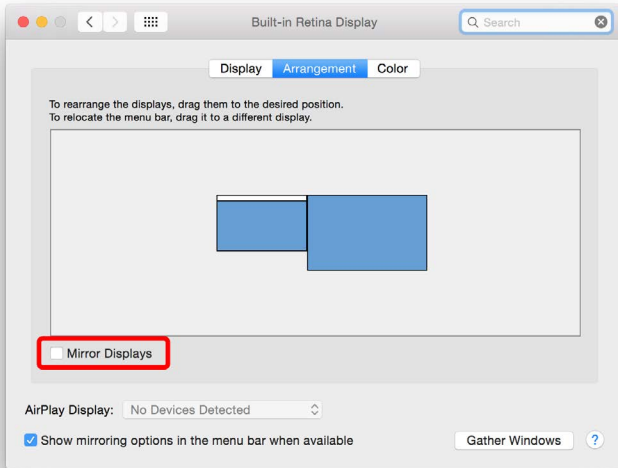 Built-in Retina Display
Search
Display Arrangement Color
To rearrange the displays, drag them to the desired position.
To relocate the menu bar, drag it to a different display.
Mirror Displays
AirPlay Display: No Devices Detected
Show mirroring options in the menu bar when available
Gather Windows ?